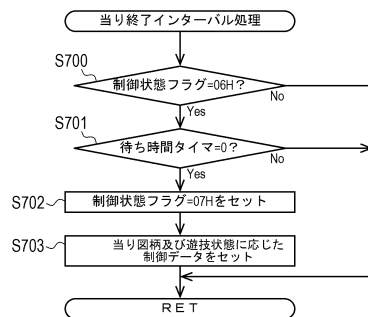 当り終了インターバル処理
S700
制御状態フラグ=06H?
No
Yes
S701
待ち時間タイマ=0?
No
Yes
S702
制御状態フラグ=07Hをセット
S703
当り図柄及び遊技状態に応じた
制御データをセット
RET